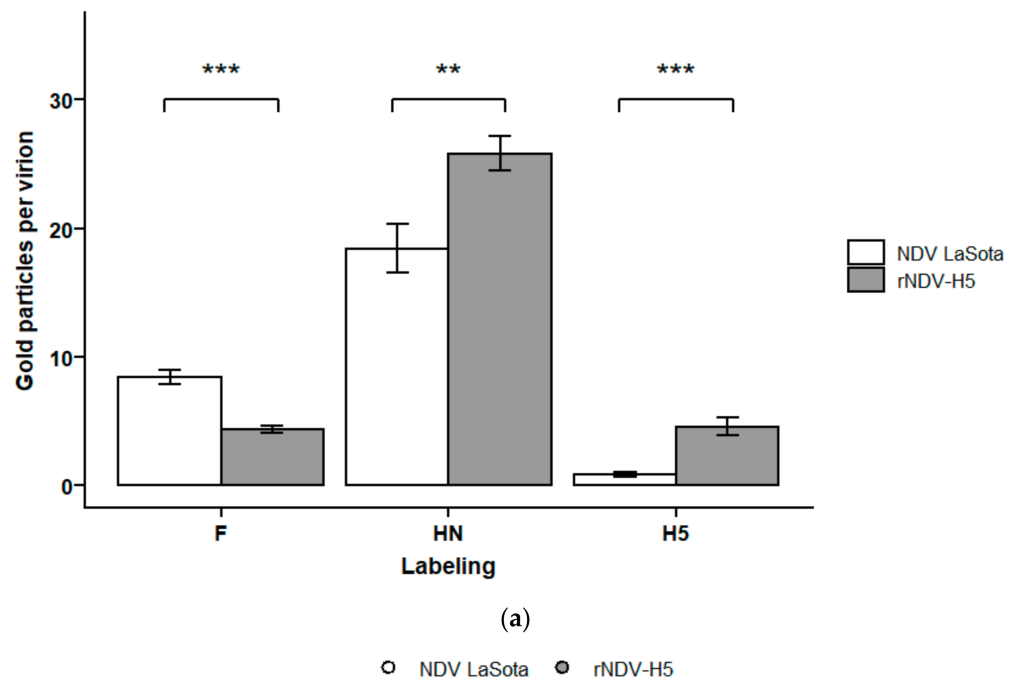 *** ** ***
30
20
10
0
Gold particles per virion
F HN H5
Labeling
NDV LaSota
rNDV-H5
(a)
NDV LaSota rNDV-H5